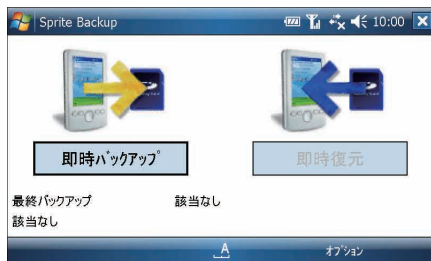 Sprite Backup 10:00
即時ﾊﾞｯｸｱｯﾌﾟ 即時復元
最終ﾊﾞｯｸｱｯﾌﾟ 該当なし
該当なし
A ｵﾌﾟｼｮﾝ